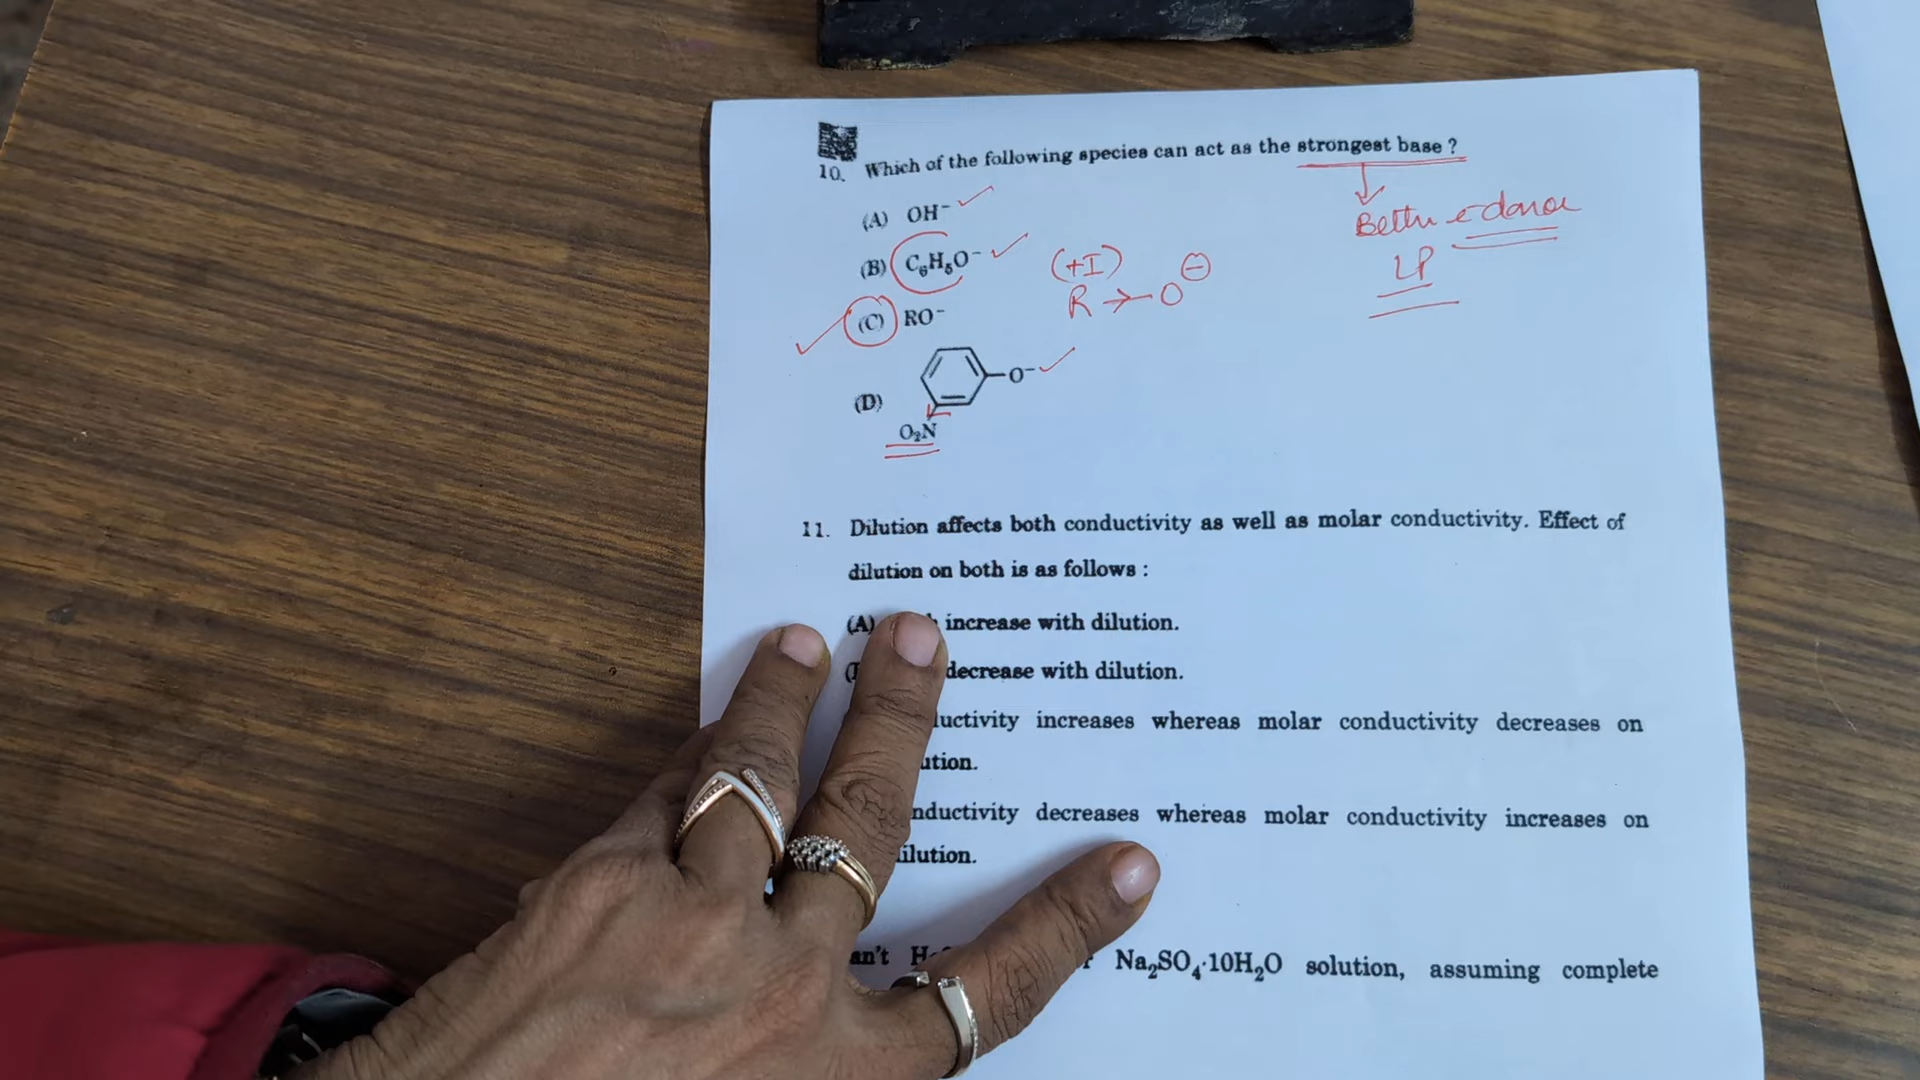 10. Which of the following species can act as the strongest base ?
(A) OH⁻
(B) C₆H₅O⁻
(C) RO⁻
(D)
O⁻
O₂N
Better e⁻ donor
LP
(+I)
R → O ⊖
11. Dilution affects both conductivity as well as molar conductivity. Effect of
dilution on both is as follows :
(A) increase with dilution.
decrease with dilution.
molar conductivity decreases on
increases whereas
decreases whereas molar conductivity increases on
Na₂SO₄·10H₂O solution, assuming complete